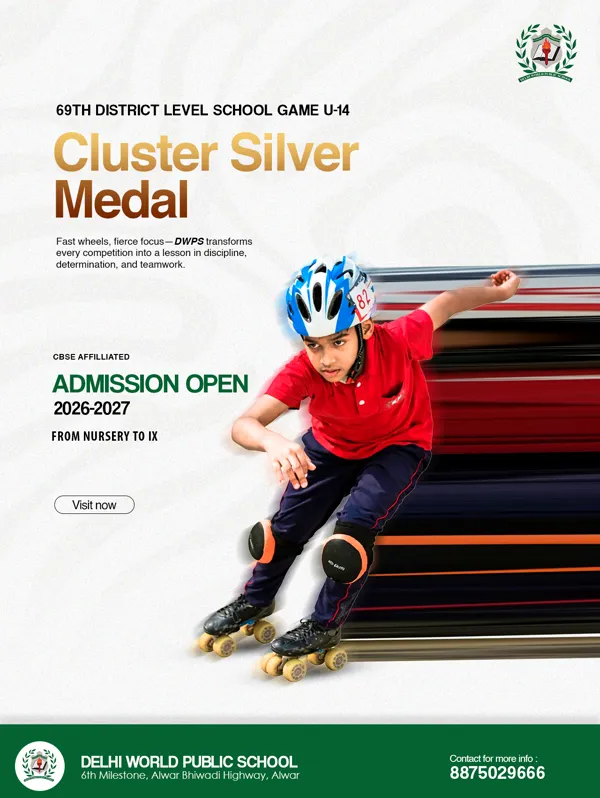 69TH DISTRICT LEVEL SCHOOL GAME U-14
Cluster Silver
Medal
Fast wheels, fierce focus—DWPS transforms
every competition into a lesson in discipline,
determination, and teamwork.
82
CBSE AFFILLIATED
ADMISSION OPEN
2026-2027
FROM NURSERY TO IX
Visit now
DELHI WORLD PUBLIC SCHOOL
6th Milestone, Alwar Bhiwadi Highway, Alwar
Contact for more info :
8875029666